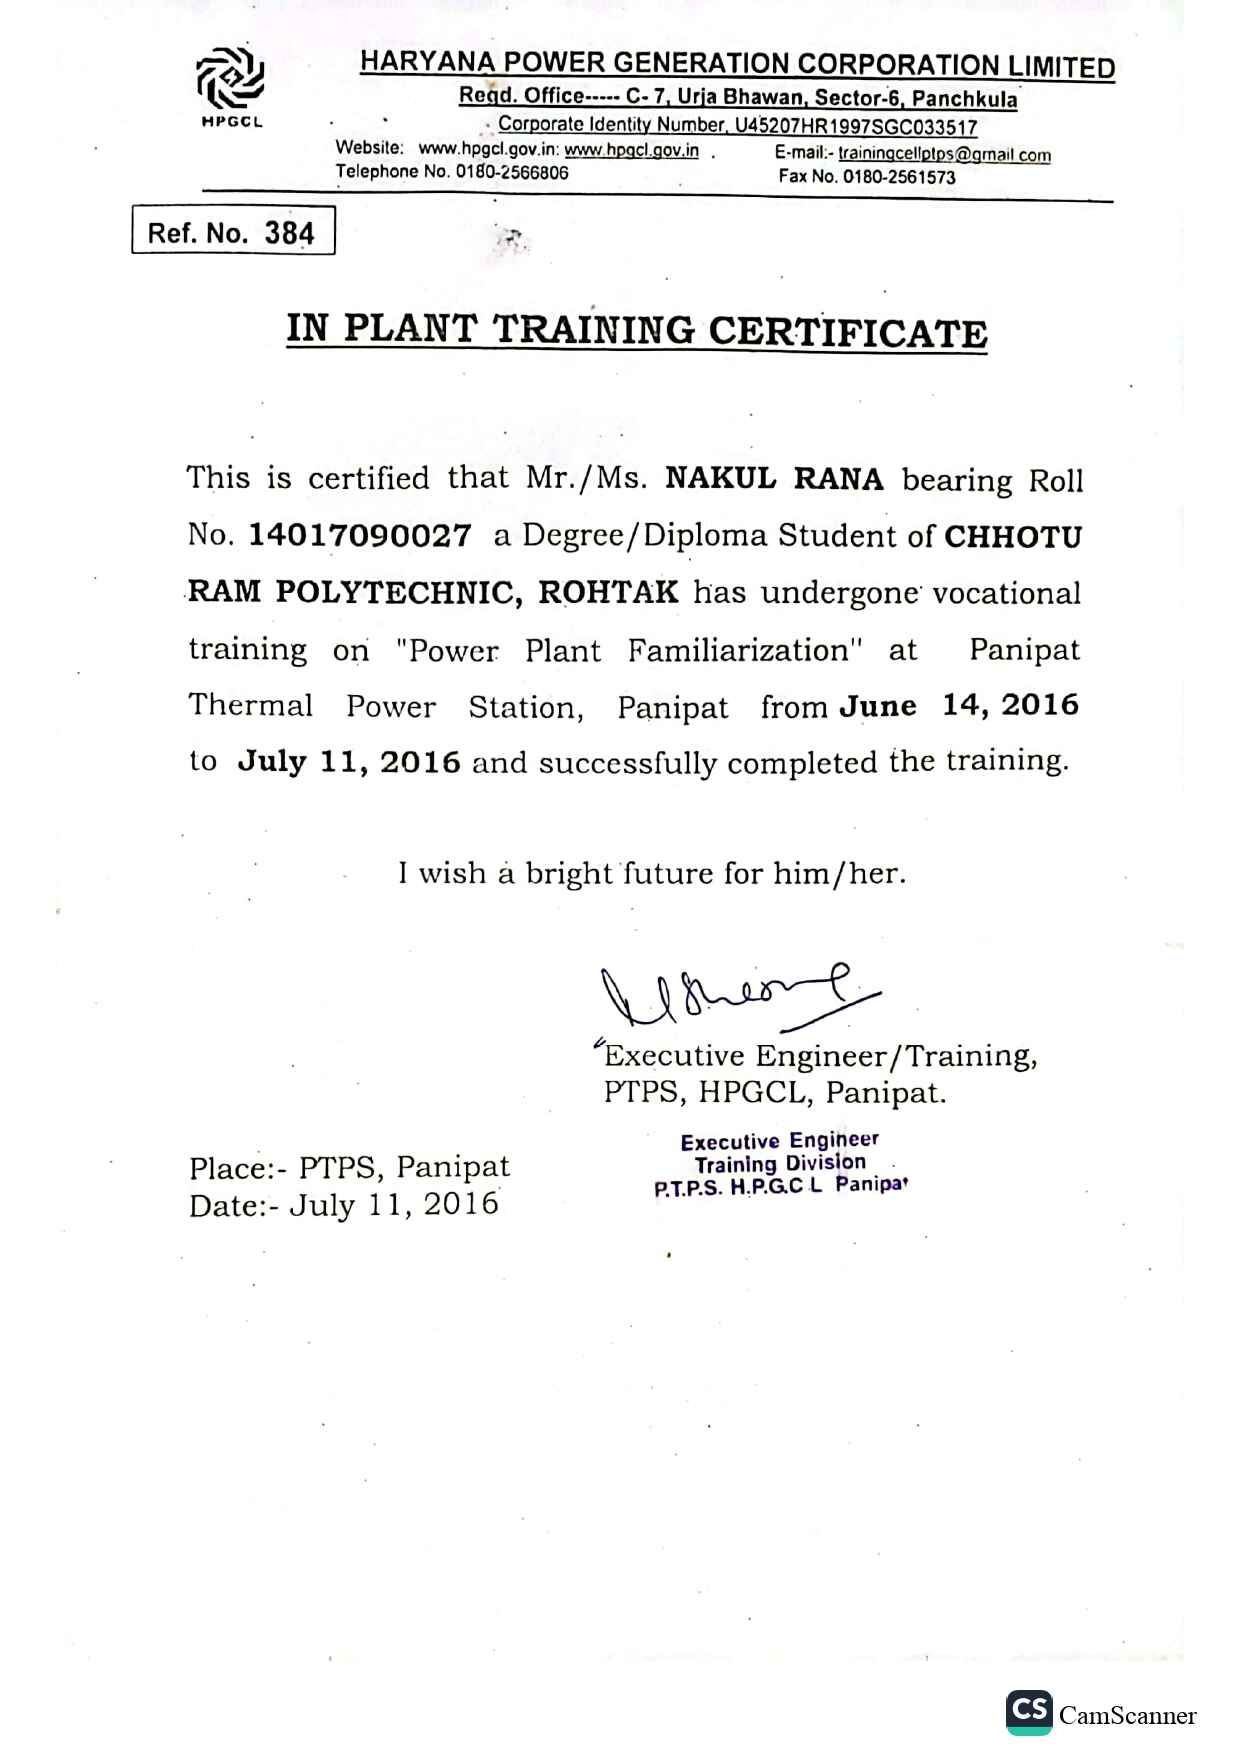 HPGCL
HARYANA POWER GENERATION CORPORATION LIMITED
Regd. Office----- C- 7, Urja Bhawan, Sector-6, Panchkula
Corporate Identity Number, U45207HR1997SGC033517
Website: www.hpgcl.gov.in: www.hpgcl.gov.in . E-mail:- trainingcellptps@gmail.com
Telephone No. 0180-2566806 Fax No. 0180-2561573
Ref. No. 384
IN PLANT TRAINING CERTIFICATE
This is certified that Mr./Ms. NAKUL RANA bearing Roll
No. 14017090027 a Degree/Diploma Student of CHHOTU
RAM POLYTECHNIC, ROHTAK has undergone vocational
training on "Power Plant Familiarization" at Panipat
Thermal Power Station, Panipat from June 14, 2016
to July 11, 2016 and successfully completed the training.
I wish a bright future for him/her.
Executive Engineer/Training,
PTPS, HPGCL, Panipat.
Executive Engineer
Training Division
P.T.P.S. H.P.G.C L Panipat
Place:- PTPS, Panipat
Date:- July 11, 2016
CS CamScanner